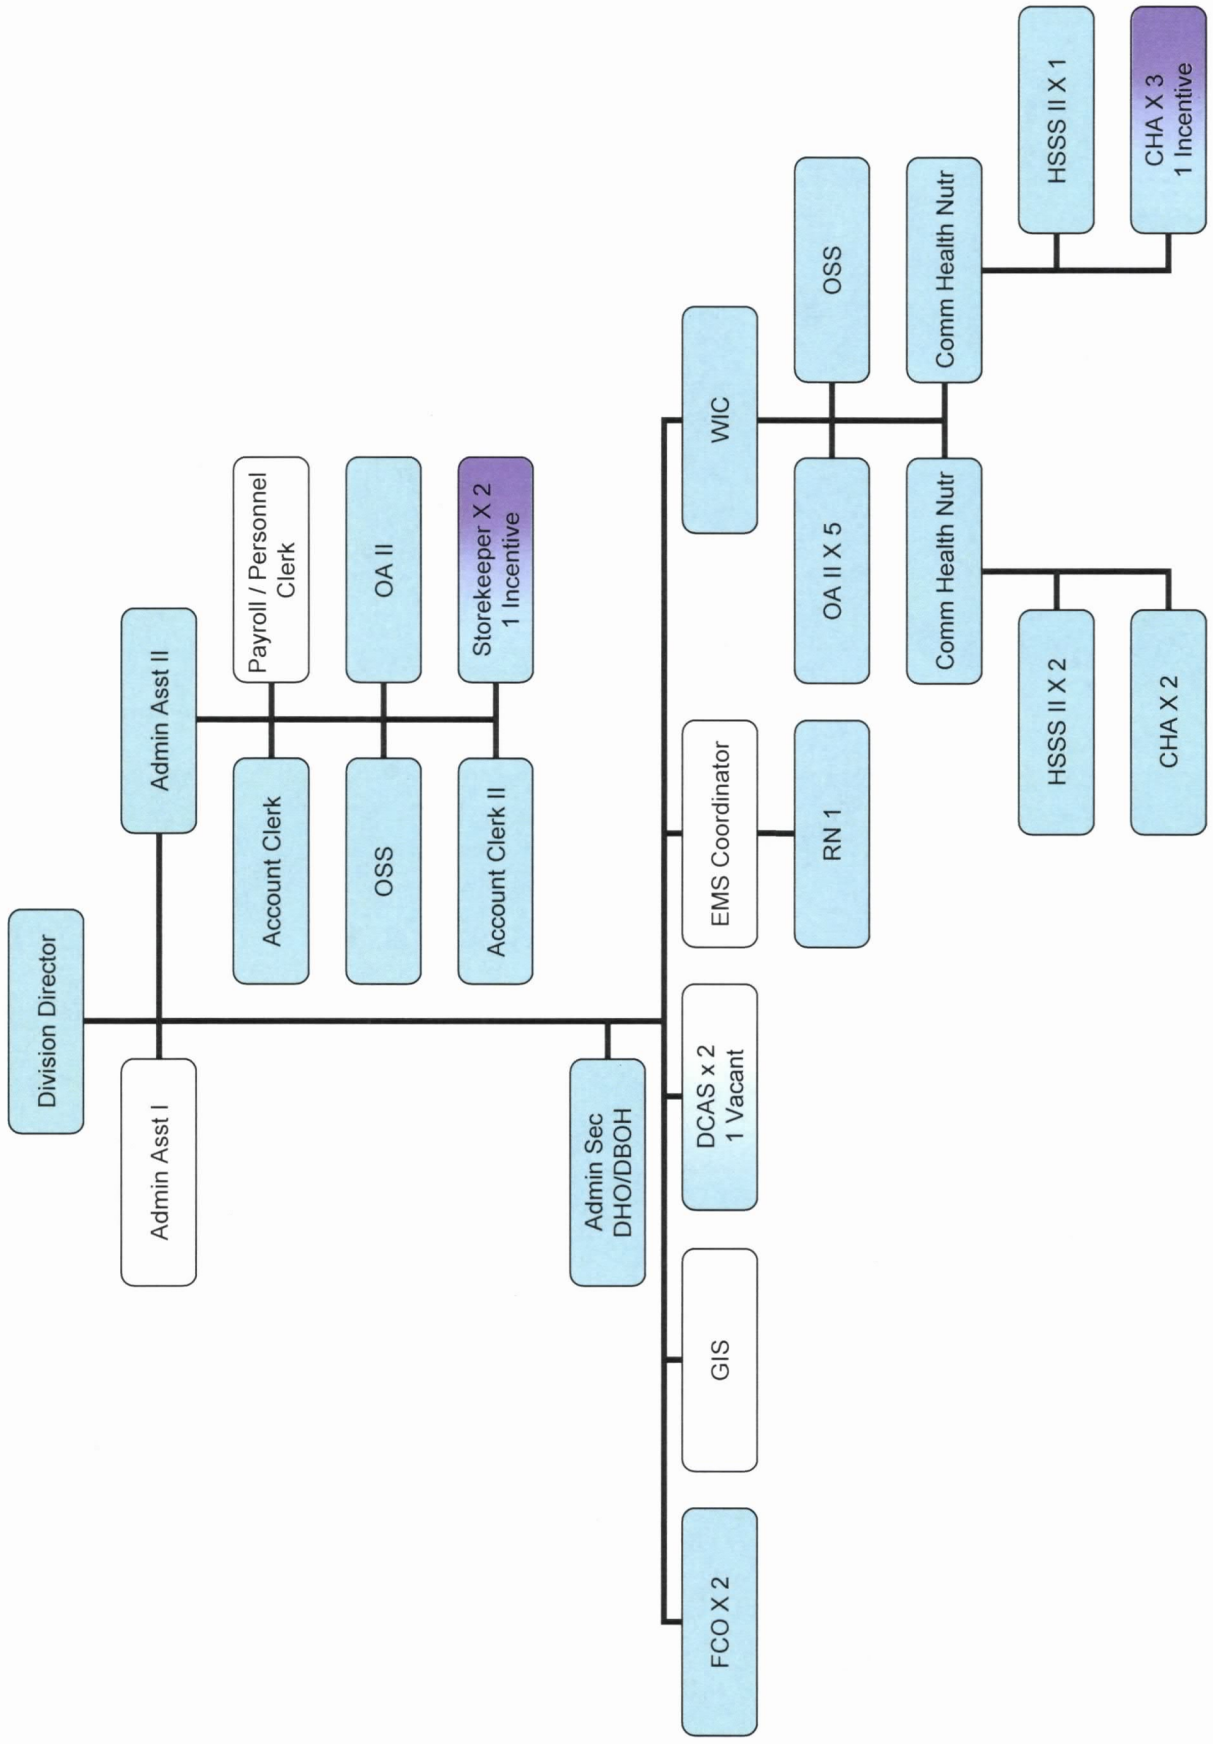 Division Director
Admin Asst I
Admin Asst II
Account Clerk
Payroll / Personnel
Clerk
OSS
OA II
Account Clerk II
Storekeeper X 2
1 Incentive
Admin Sec
DHO/DBOH
FCO X 2
GIS
DCAS x 2
1 Vacant
EMS Coordinator
WIC
RN 1
OA II X 5
OSS
Comm Health Nutr
Comm Health Nutr
HSSS II X 2
HSSS II X 1
CHA X 2
CHA X 3
1 Incentive